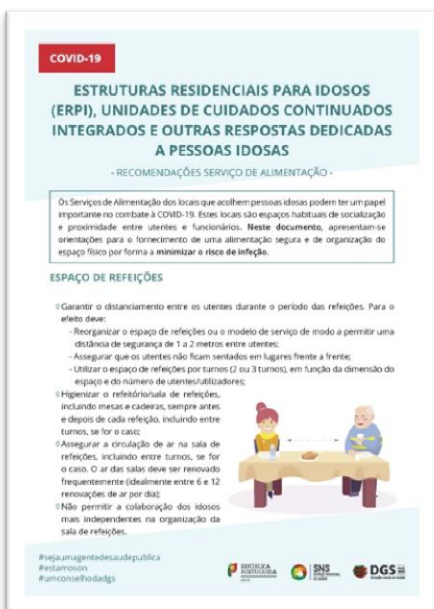 COVID-19
ESTRUTURAS RESIDENCIAIS PARA IDOSOS
(ERPI), UNIDADES DE CUIDADOS CONTINUADOS
INTEGRADOS E OUTRAS RESPOSTAS DEDICADAS
A PESSOAS IDOSAS
- RECOMENDAÇÕES SERVIÇO DE ALIMENTAÇÃO -
Os Serviços de Alimentação dos locais que acolhem pessoas idosas podem ter um papel
importante no combate à COVID-19. Estes locais são espaços habituais de socialização
e proximidade entre utentes e funcionários. Neste documento, apresentam-se
orientações para o fornecimento de uma alimentação segura e de organização do
espaço físico por forma a minimizar o risco de infeção.
ESPAÇO DE REFEIÇÕES
◊Garantir o distanciamento entre os utentes durante o período das refeições. Para o
efeito deve:
- Reorganizar o espaço de refeições ou o modelo de serviço de modo a permitir uma
distância de segurança de 1 a 2 metros entre utentes;
- Assegurar que os utentes não ficam sentados em lugares frente a frente;
- Utilizar o espaço de refeições por turnos (2 ou 3 turnos), em função da dimensão do
espaço e do número de utentes/utilizadores;
◊Higienizar o refeitório/sala de refeições,
incluindo mesas e cadeiras, sempre antes
e depois de cada refeição, incluindo entre
turnos, se for o caso;
◊Assegurar a circulação de ar na sala de
refeições, incluindo entre turnos, se for
o caso. O ar das salas deve ser renovado
frequentemente (idealmente entre 6 e 12
renovações de ar por dia);
◊Não permitir a colaboração dos idosos
mais independentes na organização da
sala de refeições.
#sejaumagentedesaudepublica
#estamoson
#umconselhodadgs
REPÚBLICA
PORTUGUESA
SNS
DGS